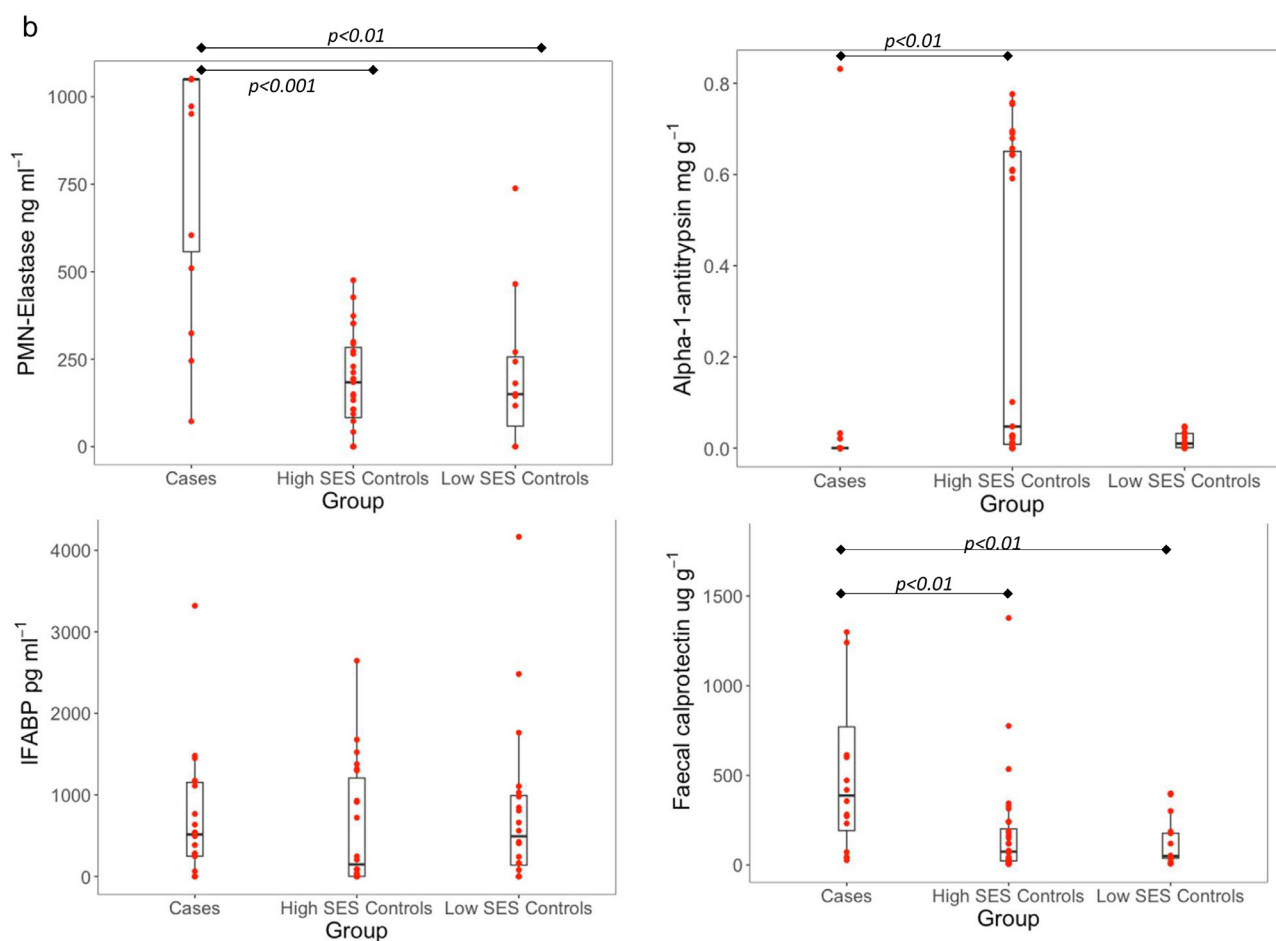 b
p<0.01
p<0.001
PMN-Elastase ng ml⁻¹
1000
750
500
250
0
Cases
High SES Controls
Low SES Controls
Group
p<0.01
Alpha-1-antitrypsin mg g⁻¹
0.8
0.6
0.4
0.2
0.0
Cases
High SES Controls
Low SES Controls
Group
IFABP pg ml⁻¹
4000
3000
2000
1000
0
Cases
High SES Controls
Low SES Controls
Group
p<0.01
p<0.01
Faecal calprotectin ug g⁻¹
1500
1000
500
0
Cases
High SES Controls
Low SES Controls
Group